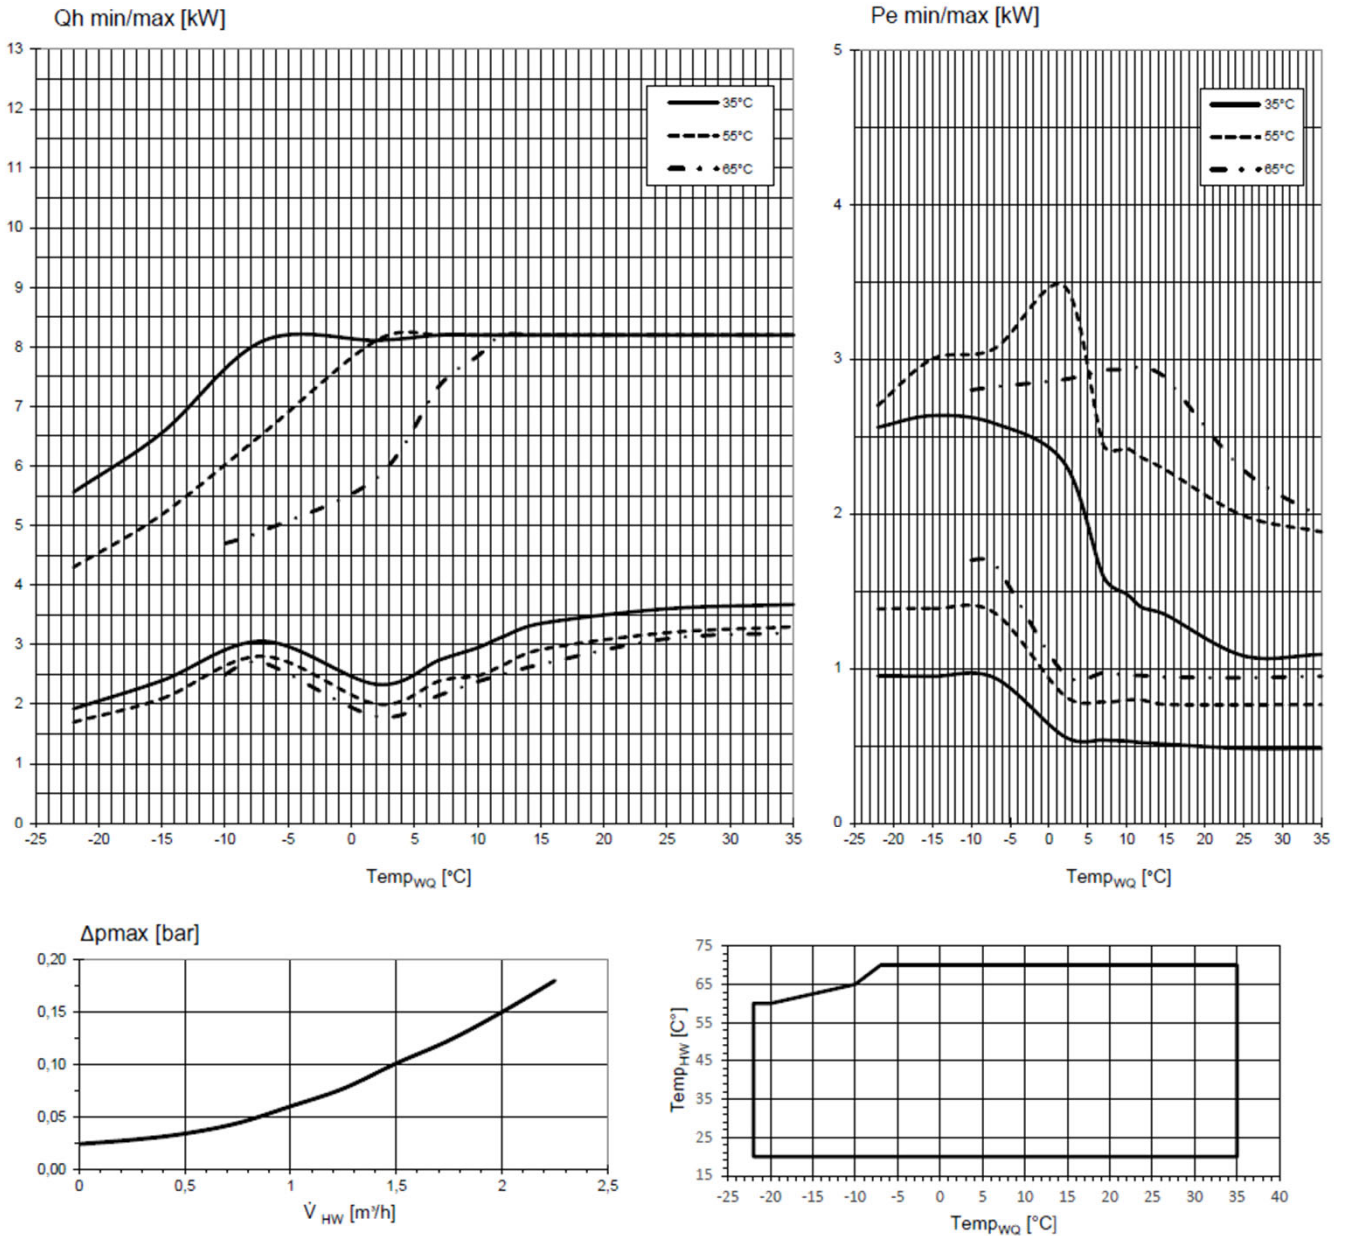 Qh min/max [kW]
13
12
11
10
9
8
7
6
5
4
3
2
1
0
-25 -20 -15 -10 -5 0 5 10 15 20 25 30 35
35°C
55°C
65°C
Temp_WQ [°C]
Pe min/max [kW]
5
4
3
2
1
0
-25 -20 -15 -10 -5 0 5 10 15 20 25 30 35
35°C
55°C
65°C
Temp_WQ [°C]
Δpmax [bar]
0,20
0,15
0,10
0,05
0,00
0 0,5 1 1,5 2 2,5
V̇ HW [m³/h]
Temp_HW [C°]
75
65
55
45
35
25
15
-25 -20 -15 -10 -5 0 5 10 15 20 25 30 35 40
Temp_WQ [°C]